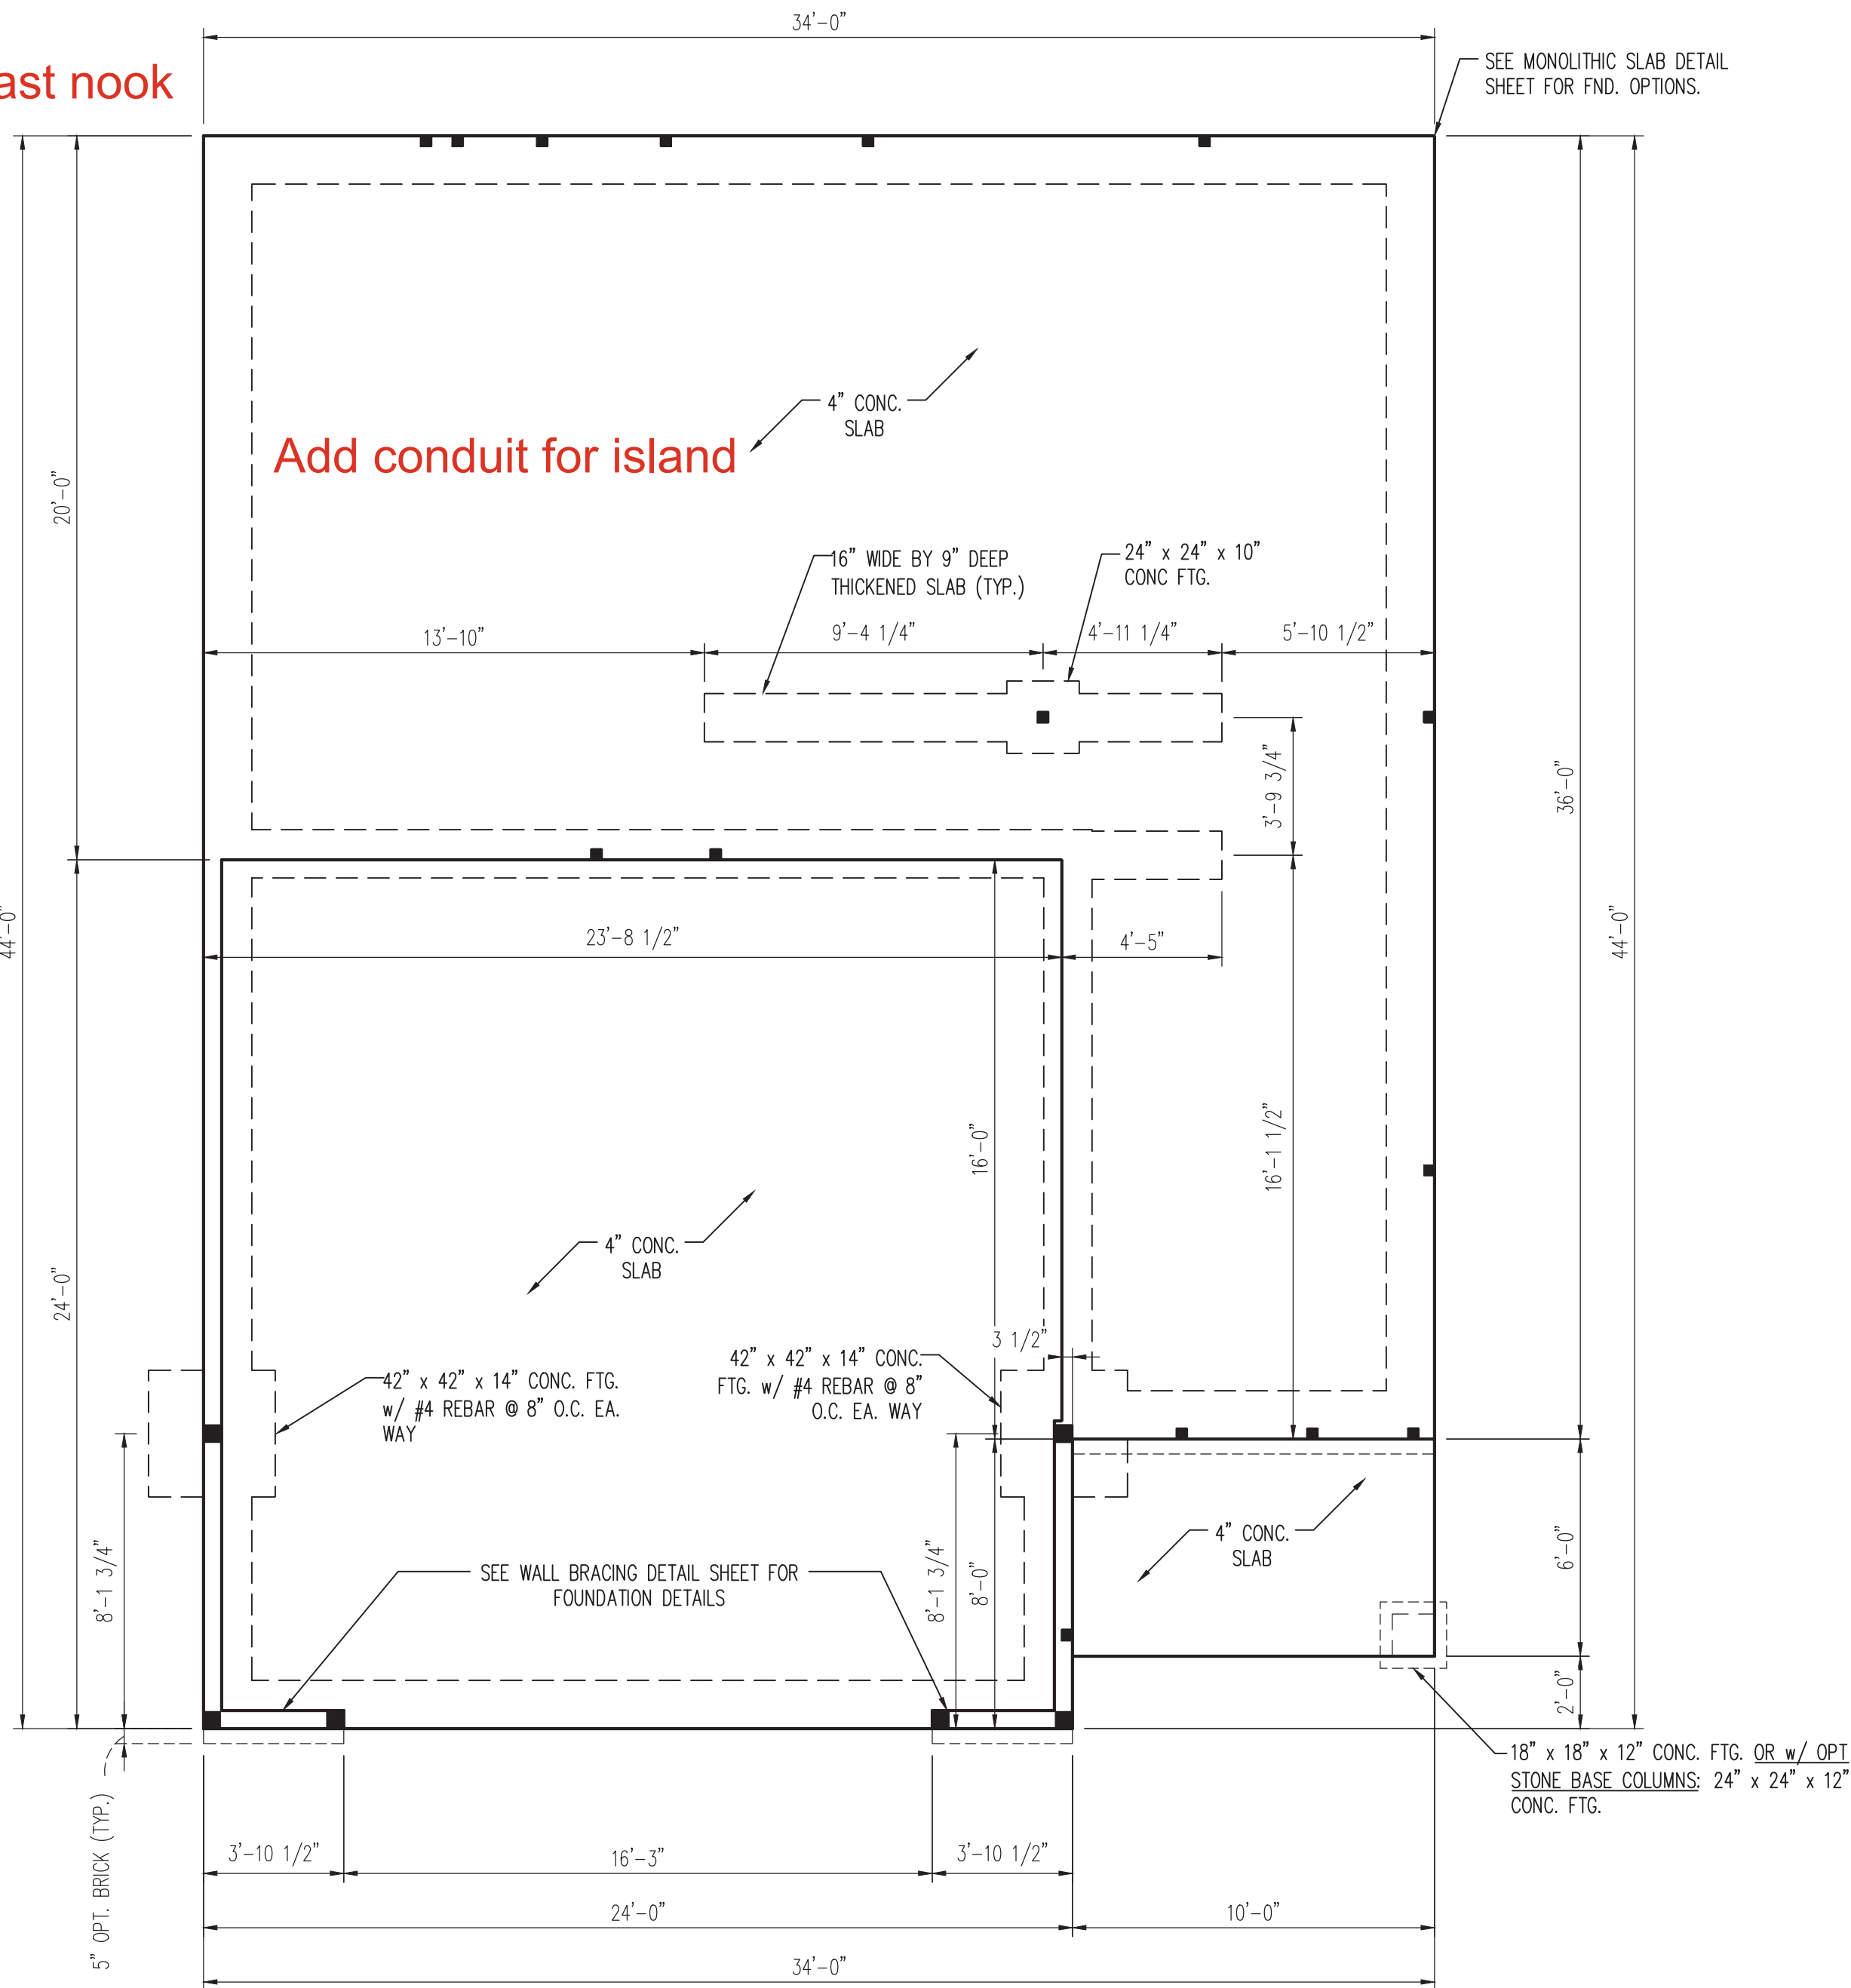 34'-0"
SEE MONOLITHIC SLAB DETAIL
SHEET FOR FND. OPTIONS.
ast nook
4" CONC.
SLAB
Add conduit for island
20'-0"
16" WIDE BY 9" DEEP
THICKENED SLAB (TYP.)
24" x 24" x 10"
CONC FTG.
13'-10"
9'-4 1/4"
4'-11 1/4"
5'-10 1/2"
3'-9 3/4"
36'-0"
44'-0"
44'-0"
23'-8 1/2"
4'-5"
16'-0"
16'-1 1/2"
4" CONC.
SLAB
24'-0"
3 1/2"
42" x 42" x 14" CONC. FTG.
w/ #4 REBAR @ 8" O.C. EA.
WAY
42" x 42" x 14" CONC.
FTG. w/ #4 REBAR @ 8"
O.C. EA. WAY
8'-1 3/4"
SEE WALL BRACING DETAIL SHEET FOR
FOUNDATION DETAILS
8'-1 3/4"
8'-0"
4" CONC.
SLAB
6'-0"
2'-0"
18" x 18" x 12" CONC. FTG. OR w/ OPT
STONE BASE COLUMNS: 24" x 24" x 12"
CONC. FTG.
5" OPT. BRICK (TYP.)
3'-10 1/2"
16'-3"
3'-10 1/2"
24'-0"
10'-0"
34'-0"